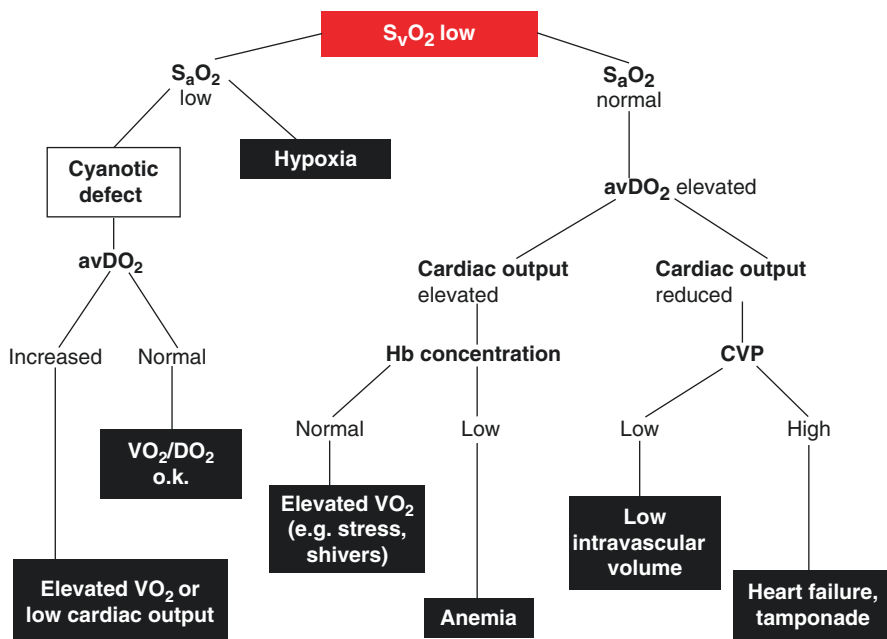 SvO2 low
SaO2
low
SaO2
normal
Hypoxia
Cyanotic
defect
avDO2 elevated
avDO2
Cardiac output
elevated
Cardiac output
reduced
Increased
Normal
Hb concentration
CVP
Normal
Low
Low
High
VO2/DO2
o.k.
Elevated VO2
(e.g. stress,
shivers)
Low
intravascular
volume
Elevated VO2 or
low cardiac output
Anemia
Heart failure,
tamponade